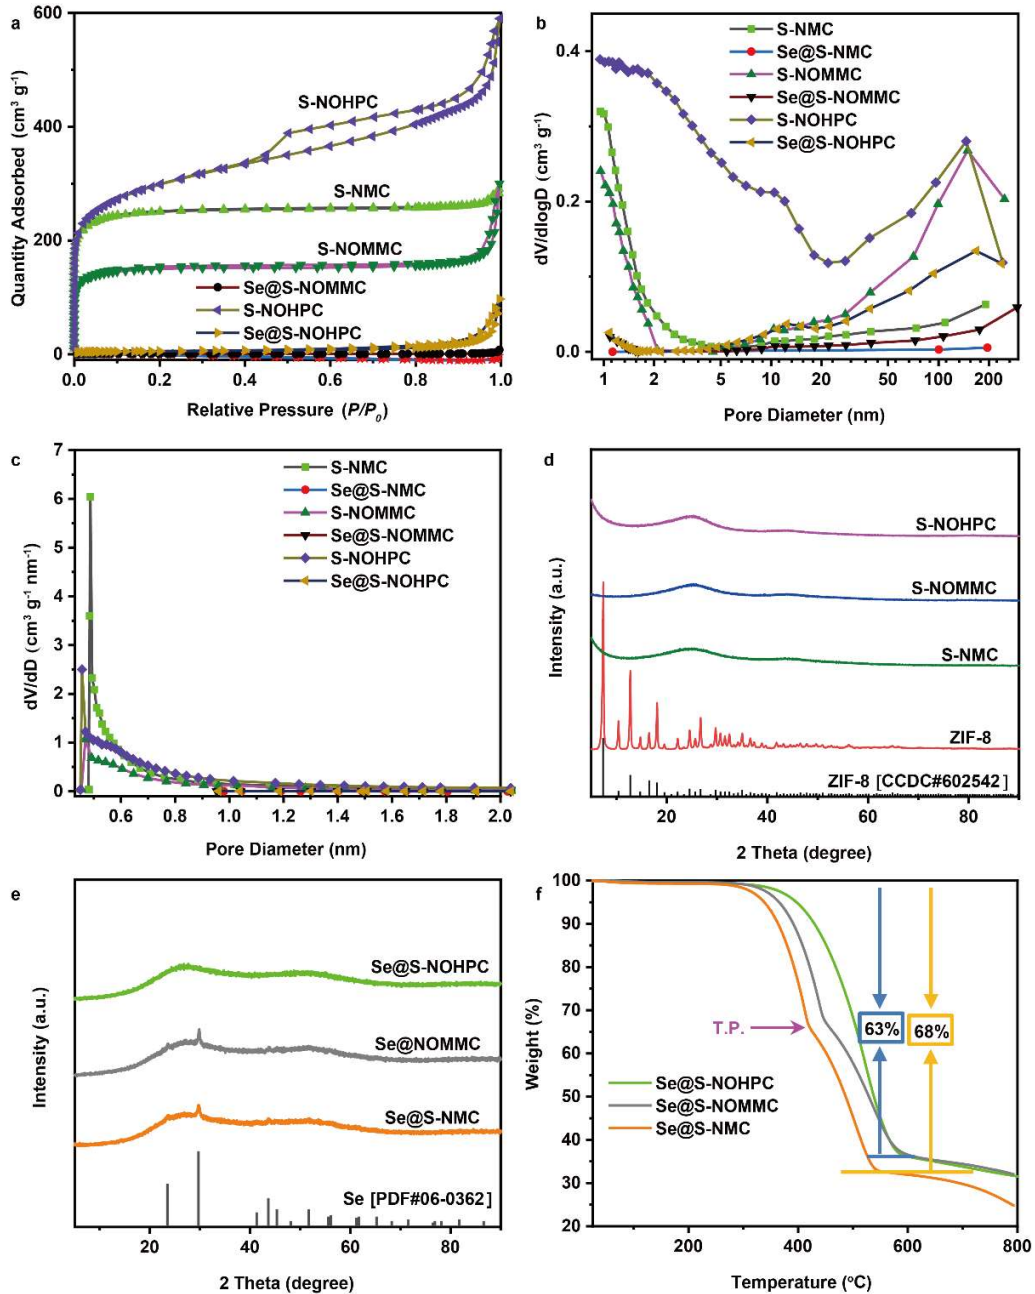 a
600
400
200
0
0.0 0.2 0.4 0.6 0.8 1.0
Quantity Adsorbed (cm³ g⁻¹)
Relative Pressure (P/P₀)
S-NOHPC
S-NMC
S-NOMMC
Se@S-NOMMC
S-NOHPC
Se@S-NOHPC
b
0.4
0.2
0.0
1 2 5 10 20 50 100 200
dV/dlogD (cm³ g⁻¹)
Pore Diameter (nm)
S-NMC
Se@S-NMC
S-NOMMC
Se@S-NOMMC
S-NOHPC
Se@S-NOHPC
c
7
6
5
4
3
2
1
0
0.6 0.8 1.0 1.2 1.4 1.6 1.8 2.0
dV/dD (cm³ g⁻¹ nm⁻¹)
Pore Diameter (nm)
S-NMC
Se@S-NMC
S-NOMMC
Se@S-NOMMC
S-NOHPC
Se@S-NOHPC
d
Intensity (a.u.)
S-NOHPC
S-NOMMC
S-NMC
ZIF-8
ZIF-8 [CCDC#602542]
20 40 60 80
2 Theta (degree)
e
Intensity (a.u.)
Se@S-NOHPC
Se@NOMMC
Se@S-NMC
Se [PDF#06-0362]
20 40 60 80
2 Theta (degree)
f
100
90
80
70
60
50
40
30
20
200 400 600 800
Weight (%)
Temperature (°C)
T.P.
63%
68%
Se@S-NOHPC
Se@S-NOMMC
Se@S-NMC